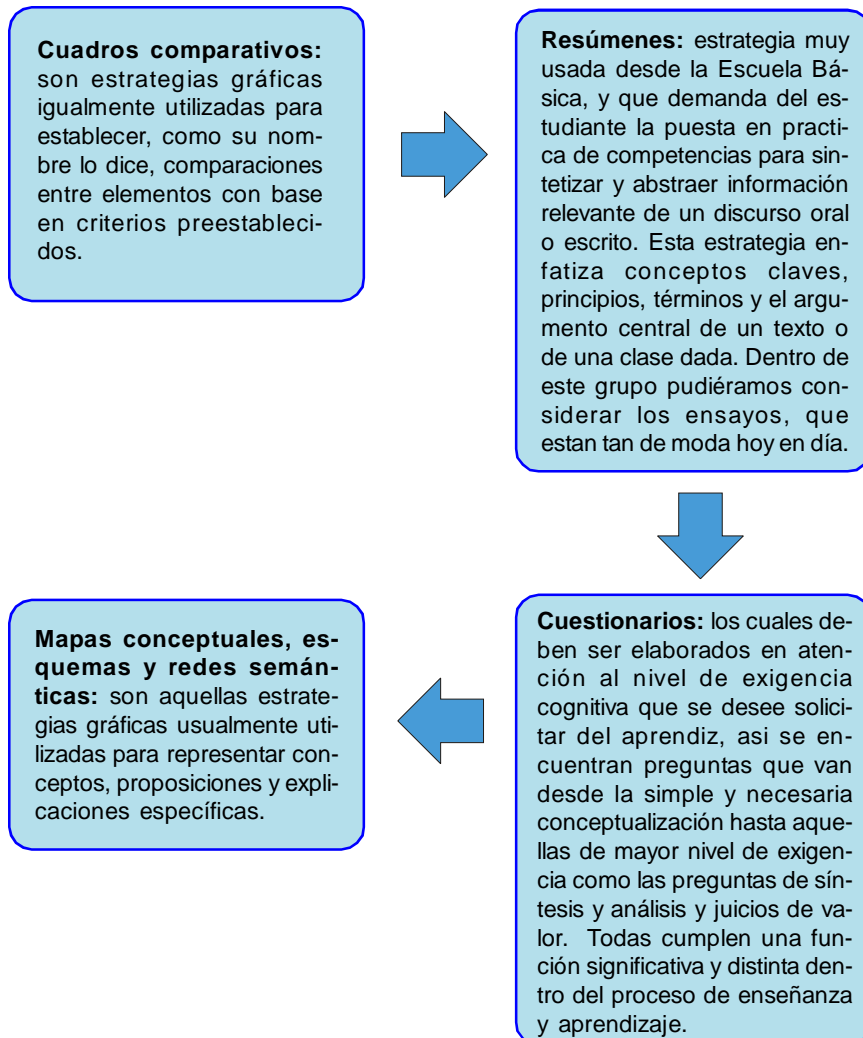 Cuadros comparativos:
son estrategias gráficas
igualmente utilizadas para
establecer, como su nom-
bre lo dice, comparaciones
entre elementos con base
en criterios preestableci-
dos.
Resúmenes: estrategia muy
usada desde la Escuela Bá-
sica, y que demanda del es-
tudiante la puesta en practi-
ca de competencias para sin-
tetizar y abstraer información
relevante de un discurso oral
o escrito. Esta estrategia en-
fatiza conceptos claves,
principios, términos y el argu-
mento central de un texto o
de una clase dada. Dentro de
este grupo pudiéramos con-
siderar los ensayos, que
estan tan de moda hoy en día.
Cuestionarios: los cuales de-
ben ser elaborados en aten-
ción al nivel de exigencia
cognitiva que se desee solici-
tar del aprendiz, asi se en-
cuentran preguntas que van
desde la simple y necesaria
conceptualización hasta aque-
llas de mayor nivel de exigen-
cia como las preguntas de sín-
tesis y análisis y juicios de va-
lor. Todas cumplen una fun-
ción significativa y distinta den-
tro del proceso de enseñanza
y aprendizaje.
Mapas conceptuales, es-
quemas y redes semán-
ticas: son aquellas estrate-
gias gráficas usualmente uti-
lizadas para representar con-
ceptos, proposiciones y expli-
caciones específicas.